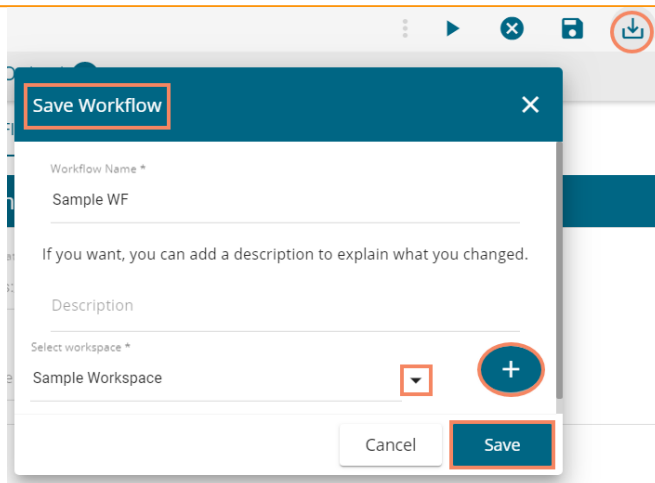 Save Workflow
Workflow Name *
Sample WF
If you want, you can add a description to explain what you changed.
Description
Select workspace *
Sample Workspace
Cancel Save